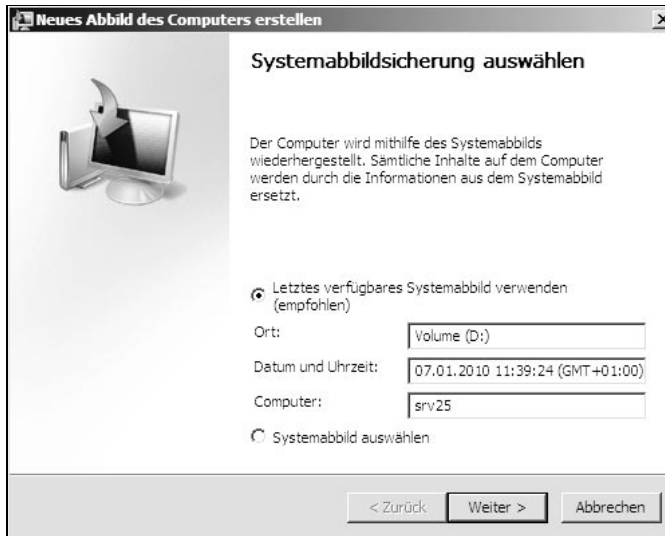 Neues Abbild des Computers erstellen
Systemabbildsicherung auswählen
Der Computer wird mithilfe des Systemabbilds
wiederhergestellt. Sämtliche Inhalte auf dem Computer
werden durch die Informationen aus dem Systemabbild
ersetzt.
Letztes verfügbares Systemabbild verwenden
(empfohlen)
Ort: Volume (D:)
Datum und Uhrzeit: 07.01.2010 11:39:24 (GMT+01:00)
Computer: srv25
Systemabbild auswählen
< Zurück Weiter > Abbrechen